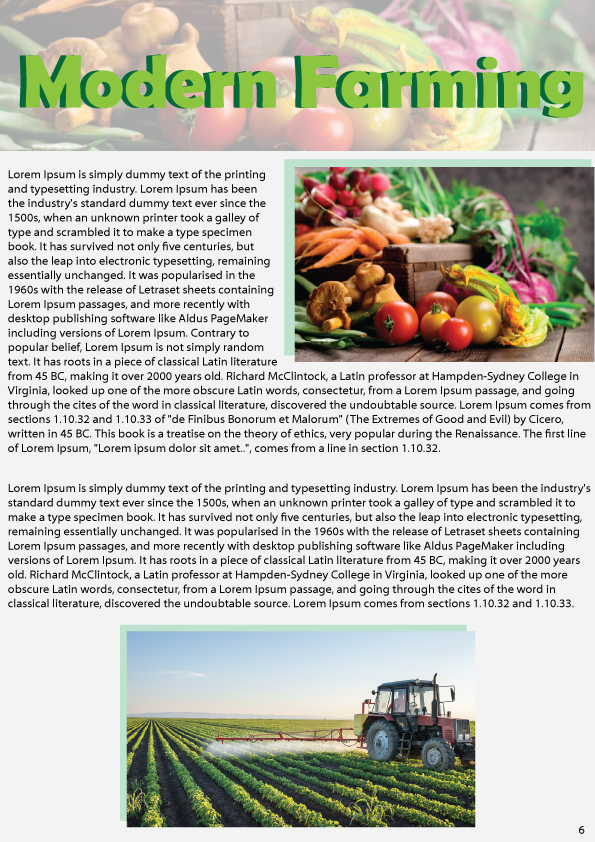 Modern Farming
Lorem Ipsum is simply dummy text of the printing
and typesetting industry. Lorem Ipsum has been
the industry's standard dummy text ever since the
1500s, when an unknown printer took a galley of
type and scrambled it to make a type specimen
book. It has survived not only five centuries, but
also the leap into electronic typesetting, remaining
essentially unchanged. It was popularised in the
1960s with the release of Letraset sheets containing
Lorem Ipsum passages, and more recently with
desktop publishing software like Aldus PageMaker
including versions of Lorem Ipsum. Contrary to
popular belief, Lorem Ipsum is not simply random
text. It has roots in a piece of classical Latin literature
from 45 BC, making it over 2000 years old. Richard McClintock, a Latin professor at Hampden-Sydney College in
Virginia, looked up one of the more obscure Latin words, consectetur, from a Lorem Ipsum passage, and going
through the cites of the word in classical literature, discovered the undoubtable source. Lorem Ipsum comes from
sections 1.10.32 and 1.10.33 of "de Finibus Bonorum et Malorum" (The Extremes of Good and Evil) by Cicero,
written in 45 BC. This book is a treatise on the theory of ethics, very popular during the Renaissance. The first line
of Lorem Ipsum, "Lorem ipsum dolor sit amet..", comes from a line in section 1.10.32.
Lorem Ipsum is simply dummy text of the printing and typesetting industry. Lorem Ipsum has been the industry's
standard dummy text ever since the 1500s, when an unknown printer took a galley of type and scrambled it to
make a type specimen book. It has survived not only five centuries, but also the leap into electronic typesetting,
remaining essentially unchanged. It was popularised in the 1960s with the release of Letraset sheets containing
Lorem Ipsum passages, and more recently with desktop publishing software like Aldus PageMaker including
versions of Lorem Ipsum. It has roots in a piece of classical Latin literature from 45 BC, making it over 2000 years
old. Richard McClintock, a Latin professor at Hampden-Sydney College in Virginia, looked up one of the more
obscure Latin words, consectetur, from a Lorem Ipsum passage, and going through the cites of the word in
classical literature, discovered the undoubtable source. Lorem Ipsum comes from sections 1.10.32 and 1.10.33.
6